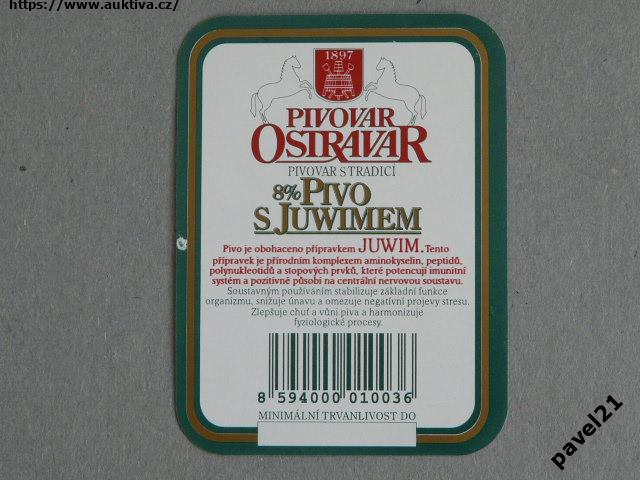 https://www.auktiva.cz/
1897
PIVOVAR
OSTRAVAR
PIVOVAR S TRADICÍ
8% PIVO
S JUWIMEM
Pivo je obohaceno přípravkem JUWIM. Tento
přípravek je přírodním komplexem aminokyselin, peptidů,
polynukleotidů a stopových prvků, které potencují imunitní
systém a pozitivně působí na centrální nervovou soustavu.
Soustavným používáním stabilizuje základní funkce
organizmu, snižuje únavu a omezuje negativní projevy stresu.
Zlepšuje chuť a vůni piva a harmonizuje
fyziologické procesy.
8 594000 010036
MINIMÁLNÍ TRVANLIVOST DO
pavel21